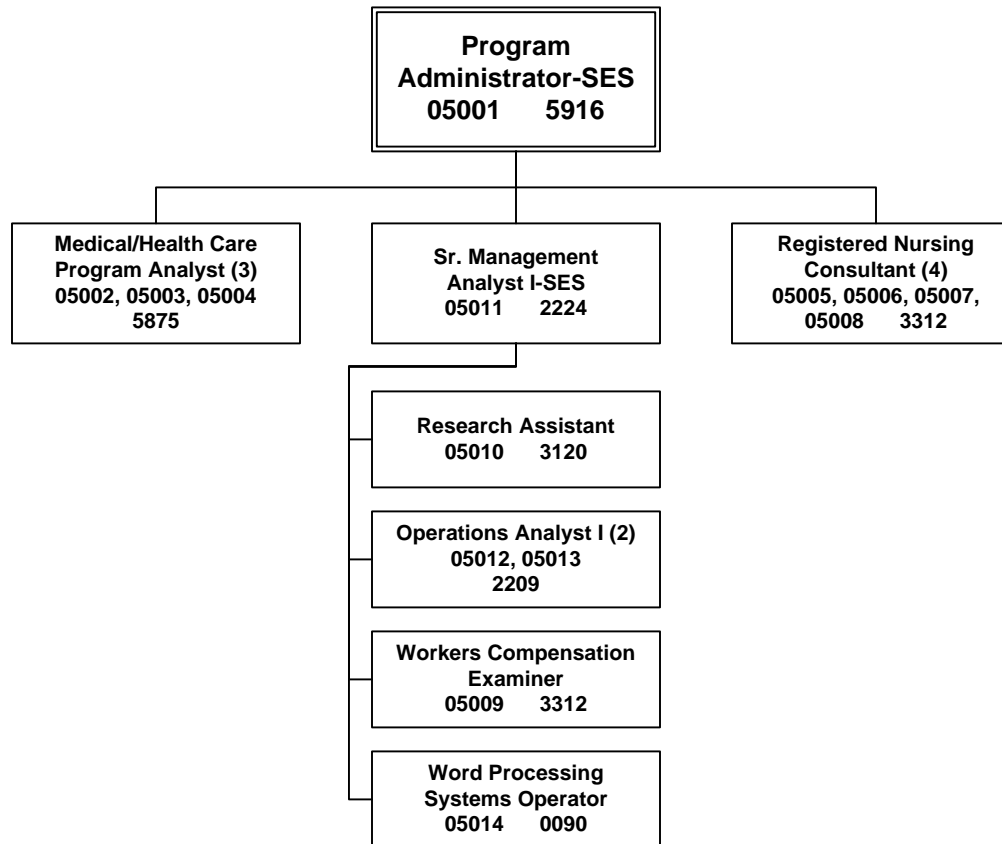 Program
Administrator-SES
05001 5916
Medical/Health Care
Program Analyst (3)
05002, 05003, 05004
5875
Sr. Management
Analyst I-SES
05011 2224
Registered Nursing
Consultant (4)
05005, 05006, 05007,
05008 3312
Research Assistant
05010 3120
Operations Analyst I (2)
05012, 05013
2209
Workers Compensation
Examiner
05009 3312
Word Processing
Systems Operator
05014 0090